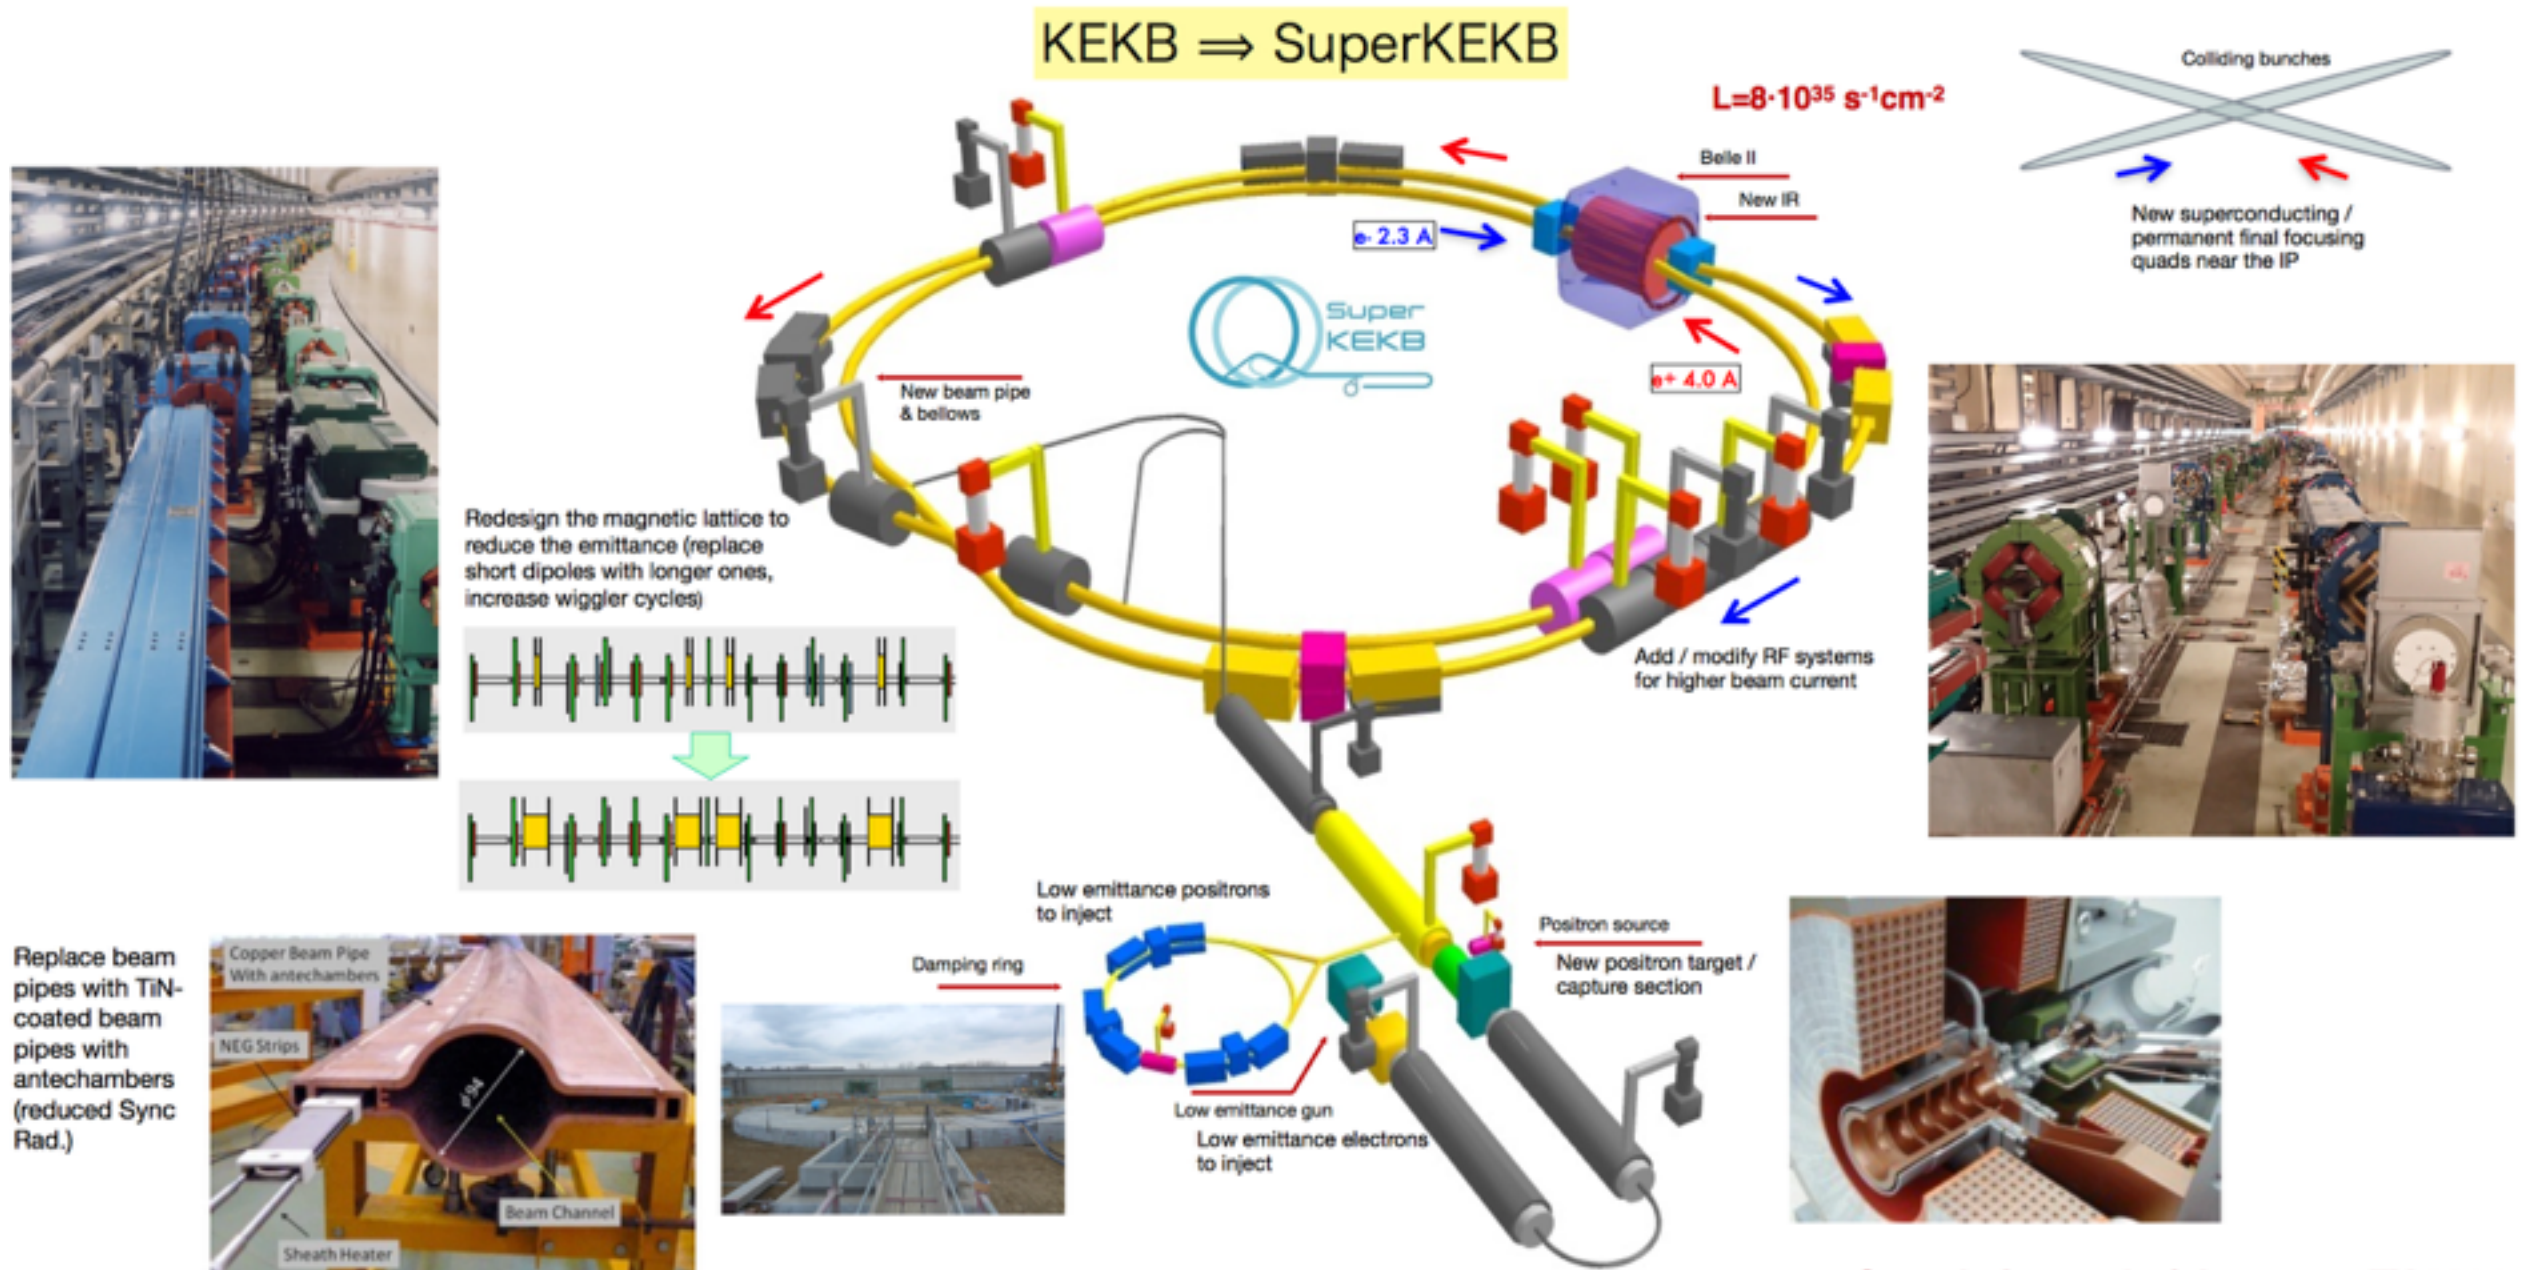 KEKB ⇒ SuperKEKB
L=8·10³⁵ s⁻¹cm⁻²
Colliding bunches
Belle II
New IR
New superconducting /
permanent final focusing
quads near the IP
e- 2.3 A
Super
KEKB
e+ 4.0 A
New beam pipe
& bellows
Redesign the magnetic lattice to
reduce the emittance (replace
short dipoles with longer ones,
increase wiggler cycles)
Add / modify RF systems
for higher beam current
Low emittance positrons
to inject
Positron source
New positron target /
capture section
Damping ring
Low emittance gun
Low emittance electrons
to inject
Replace beam
pipes with TiN-
coated beam
pipes with
antechambers
(reduced Sync
Rad.)
Copper Beam Pipe
With antechambers
NEG Strips
ø94
Beam Channel
Sheath Heater